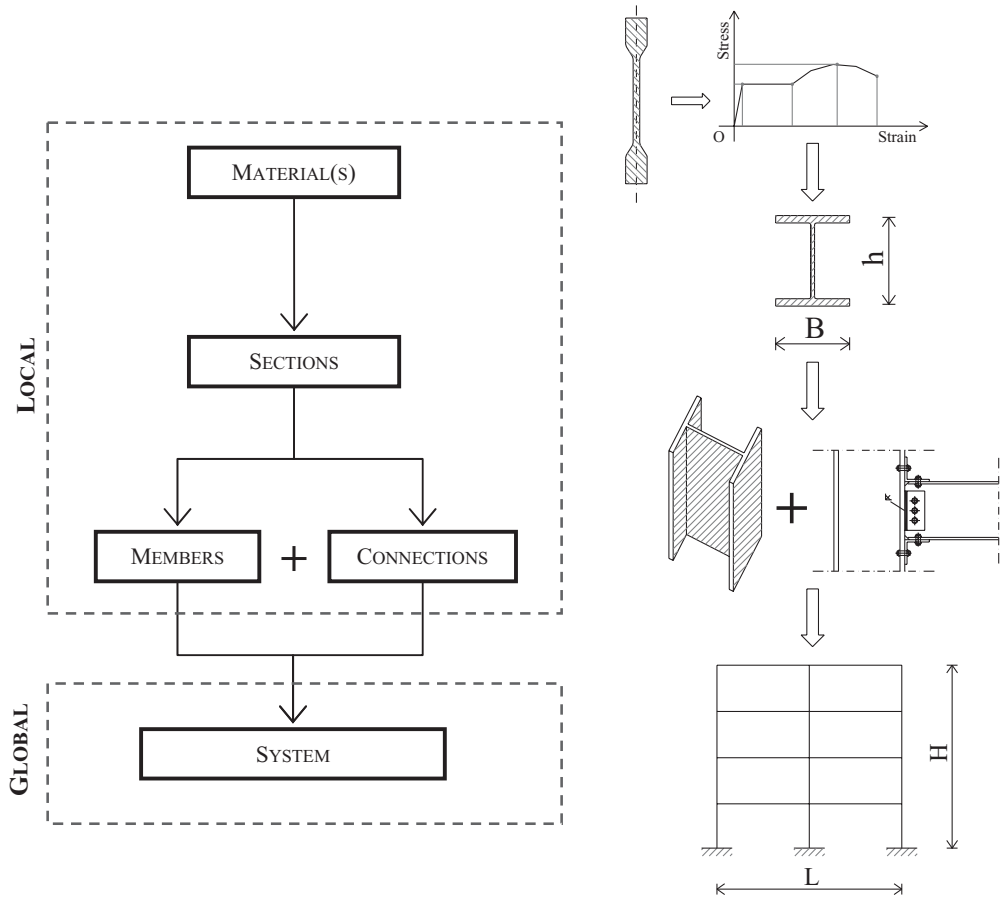 Stress
O
Strain
MATERIAL(S)
h
B
SECTIONS
LOCAL
MEMBERS
+
CONNECTIONS
+
SYSTEM
GLOBAL
H
L